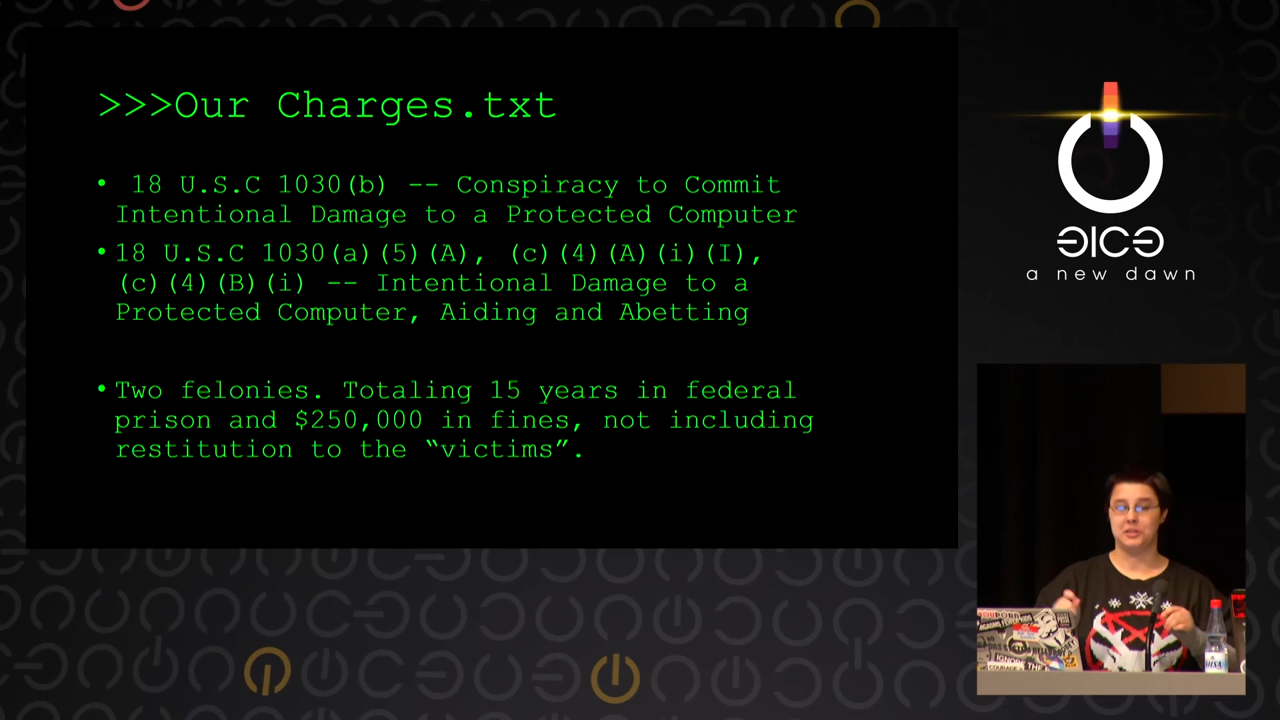 >>>Our Charges.txt
• 18 U.S.C 1030(b) -- Conspiracy to Commit
Intentional Damage to a Protected Computer
• 18 U.S.C 1030(a)(5)(A), (c)(4)(A)(i)(I),
(c)(4)(B)(i) -- Intentional Damage to a
Protected Computer, Aiding and Abetting
• Two felonies. Totaling 15 years in federal
prison and $250,000 in fines, not including
restitution to the “victims”.
a new dawn